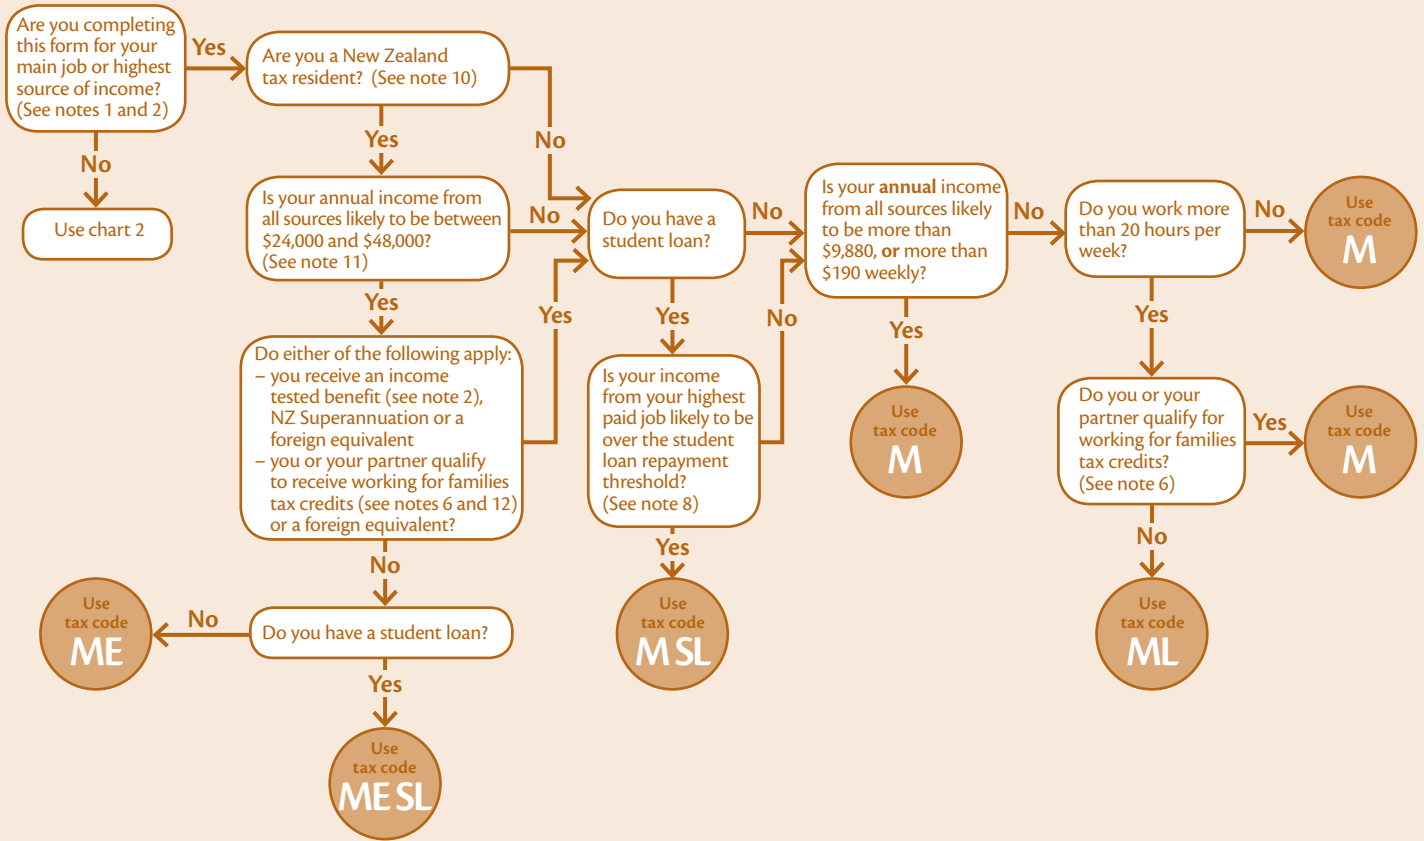 Are you completing
this form for your
main job or highest
source of income?
(See notes 1 and 2)
Yes
No
Use chart 2
Are you a New Zealand
tax resident? (See note 10)
Yes
No
Is your annual income from
all sources likely to be between
$24,000 and $48,000?
(See note 11)
No
Yes
Do either of the following apply:
– you receive an income
tested benefit (see note 2),
NZ Superannuation or a
foreign equivalent
– you or your partner qualify
to receive working for families
tax credits (see notes 6 and 12)
or a foreign equivalent?
Yes
No
Do you have a student loan?
No
Use
tax code
ME
Yes
Use
tax code
ME SL
Do you have a
student loan?
No
Yes
Is your income
from your highest
paid job likely to be
over the student
loan repayment
threshold?
(See note 8)
No
Yes
Use
tax code
M SL
Is your annual income
from all sources likely
to be more than
$9,880, or more than
$190 weekly?
No
Yes
Use
tax code
M
Do you work more
than 20 hours per
week?
No
Use
tax code
M
Yes
Do you or your
partner qualify for
working for families
tax credits?
(See note 6)
Yes
Use
tax code
M
No
Use
tax code
ML